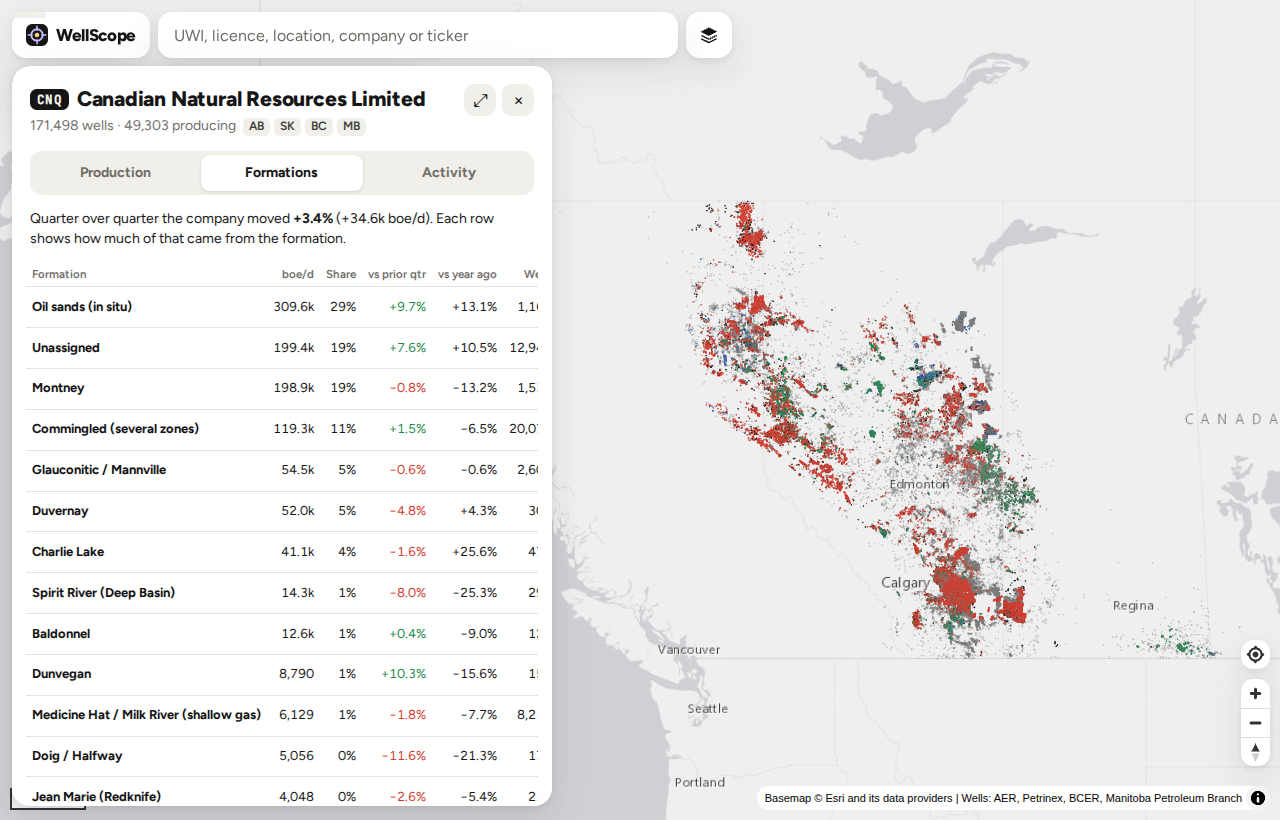 WellScope
UWI, licence, location, company or ticker
CNQ Canadian Natural Resources Limited
171,498 wells · 49,303 producing AB SK BC MB
Production Formations Activity
Quarter over quarter the company moved +3.4% (+34.6k boe/d). Each row
shows how much of that came from the formation.
Formation boe/d Share vs prior qtr vs year ago
Oil sands (in situ) 309.6k 29% +9.7% +13.1%
Unassigned 199.4k 19% +7.6% +10.5%
Montney 198.9k 19% −0.8% −13.2%
Commingled (several zones) 119.3k 11% +1.5% −6.5%
Glauconitic / Mannville 54.5k 5% −0.6% −0.6%
Duvernay 52.0k 5% −4.8% +4.3%
Charlie Lake 41.1k 4% −1.6% +25.6%
Spirit River (Deep Basin) 14.3k 1% −8.0% −25.3%
Baldonnel 12.6k 1% +0.4% −9.0%
Dunvegan 8,790 1% +10.3% −15.6%
Medicine Hat / Milk River (shallow gas) 6,129 1% −1.8% −7.7%
Doig / Halfway 5,056 0% −11.6% −21.3%
Jean Marie (Redknife) 4,048 0% −2.6% −5.4%
CANADA
Edmonton
Calgary
Regina
Vancouver
Seattle
Portland
Basemap © Esri and its data providers | Wells: AER, Petrinex, BCER, Manitoba Petroleum Branch